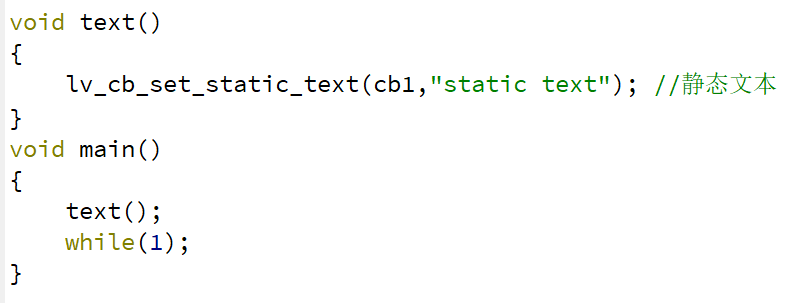 void text()
{
    lv_cb_set_static_text(cb1,"static text"); //静态文本
}
void main()
{
    text();
    while(1);
}